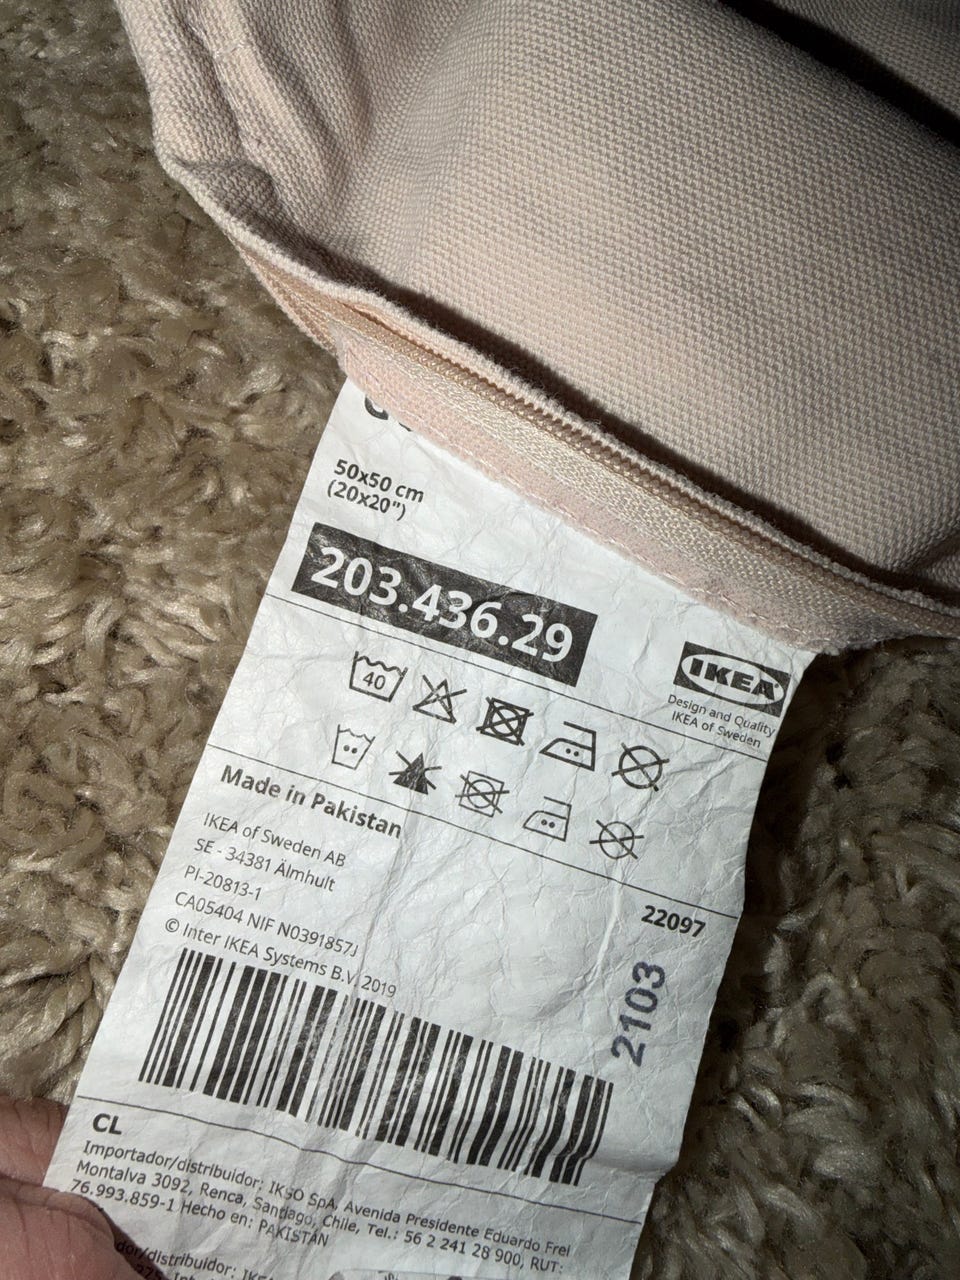 50x50 cm
(20x20")
203.436.29
IKEA
Design and Quality
IKEA of Sweden
40
Made in Pakistan
IKEA of Sweden AB
SE - 34381 Älmhult
PI-20813-1
CA05404 NIF N0391857J
© Inter IKEA Systems B.V. 2019
22097
2103
CL
Importador/distribuidor: IKSO SpA, Avenida Presidente Eduardo Frei
Montalva 3092, Renca, Santiago, Chile, Tel.: 56 2 241 28 900, RUT:
76.993.859-1 Hecho en: PAKISTÁN